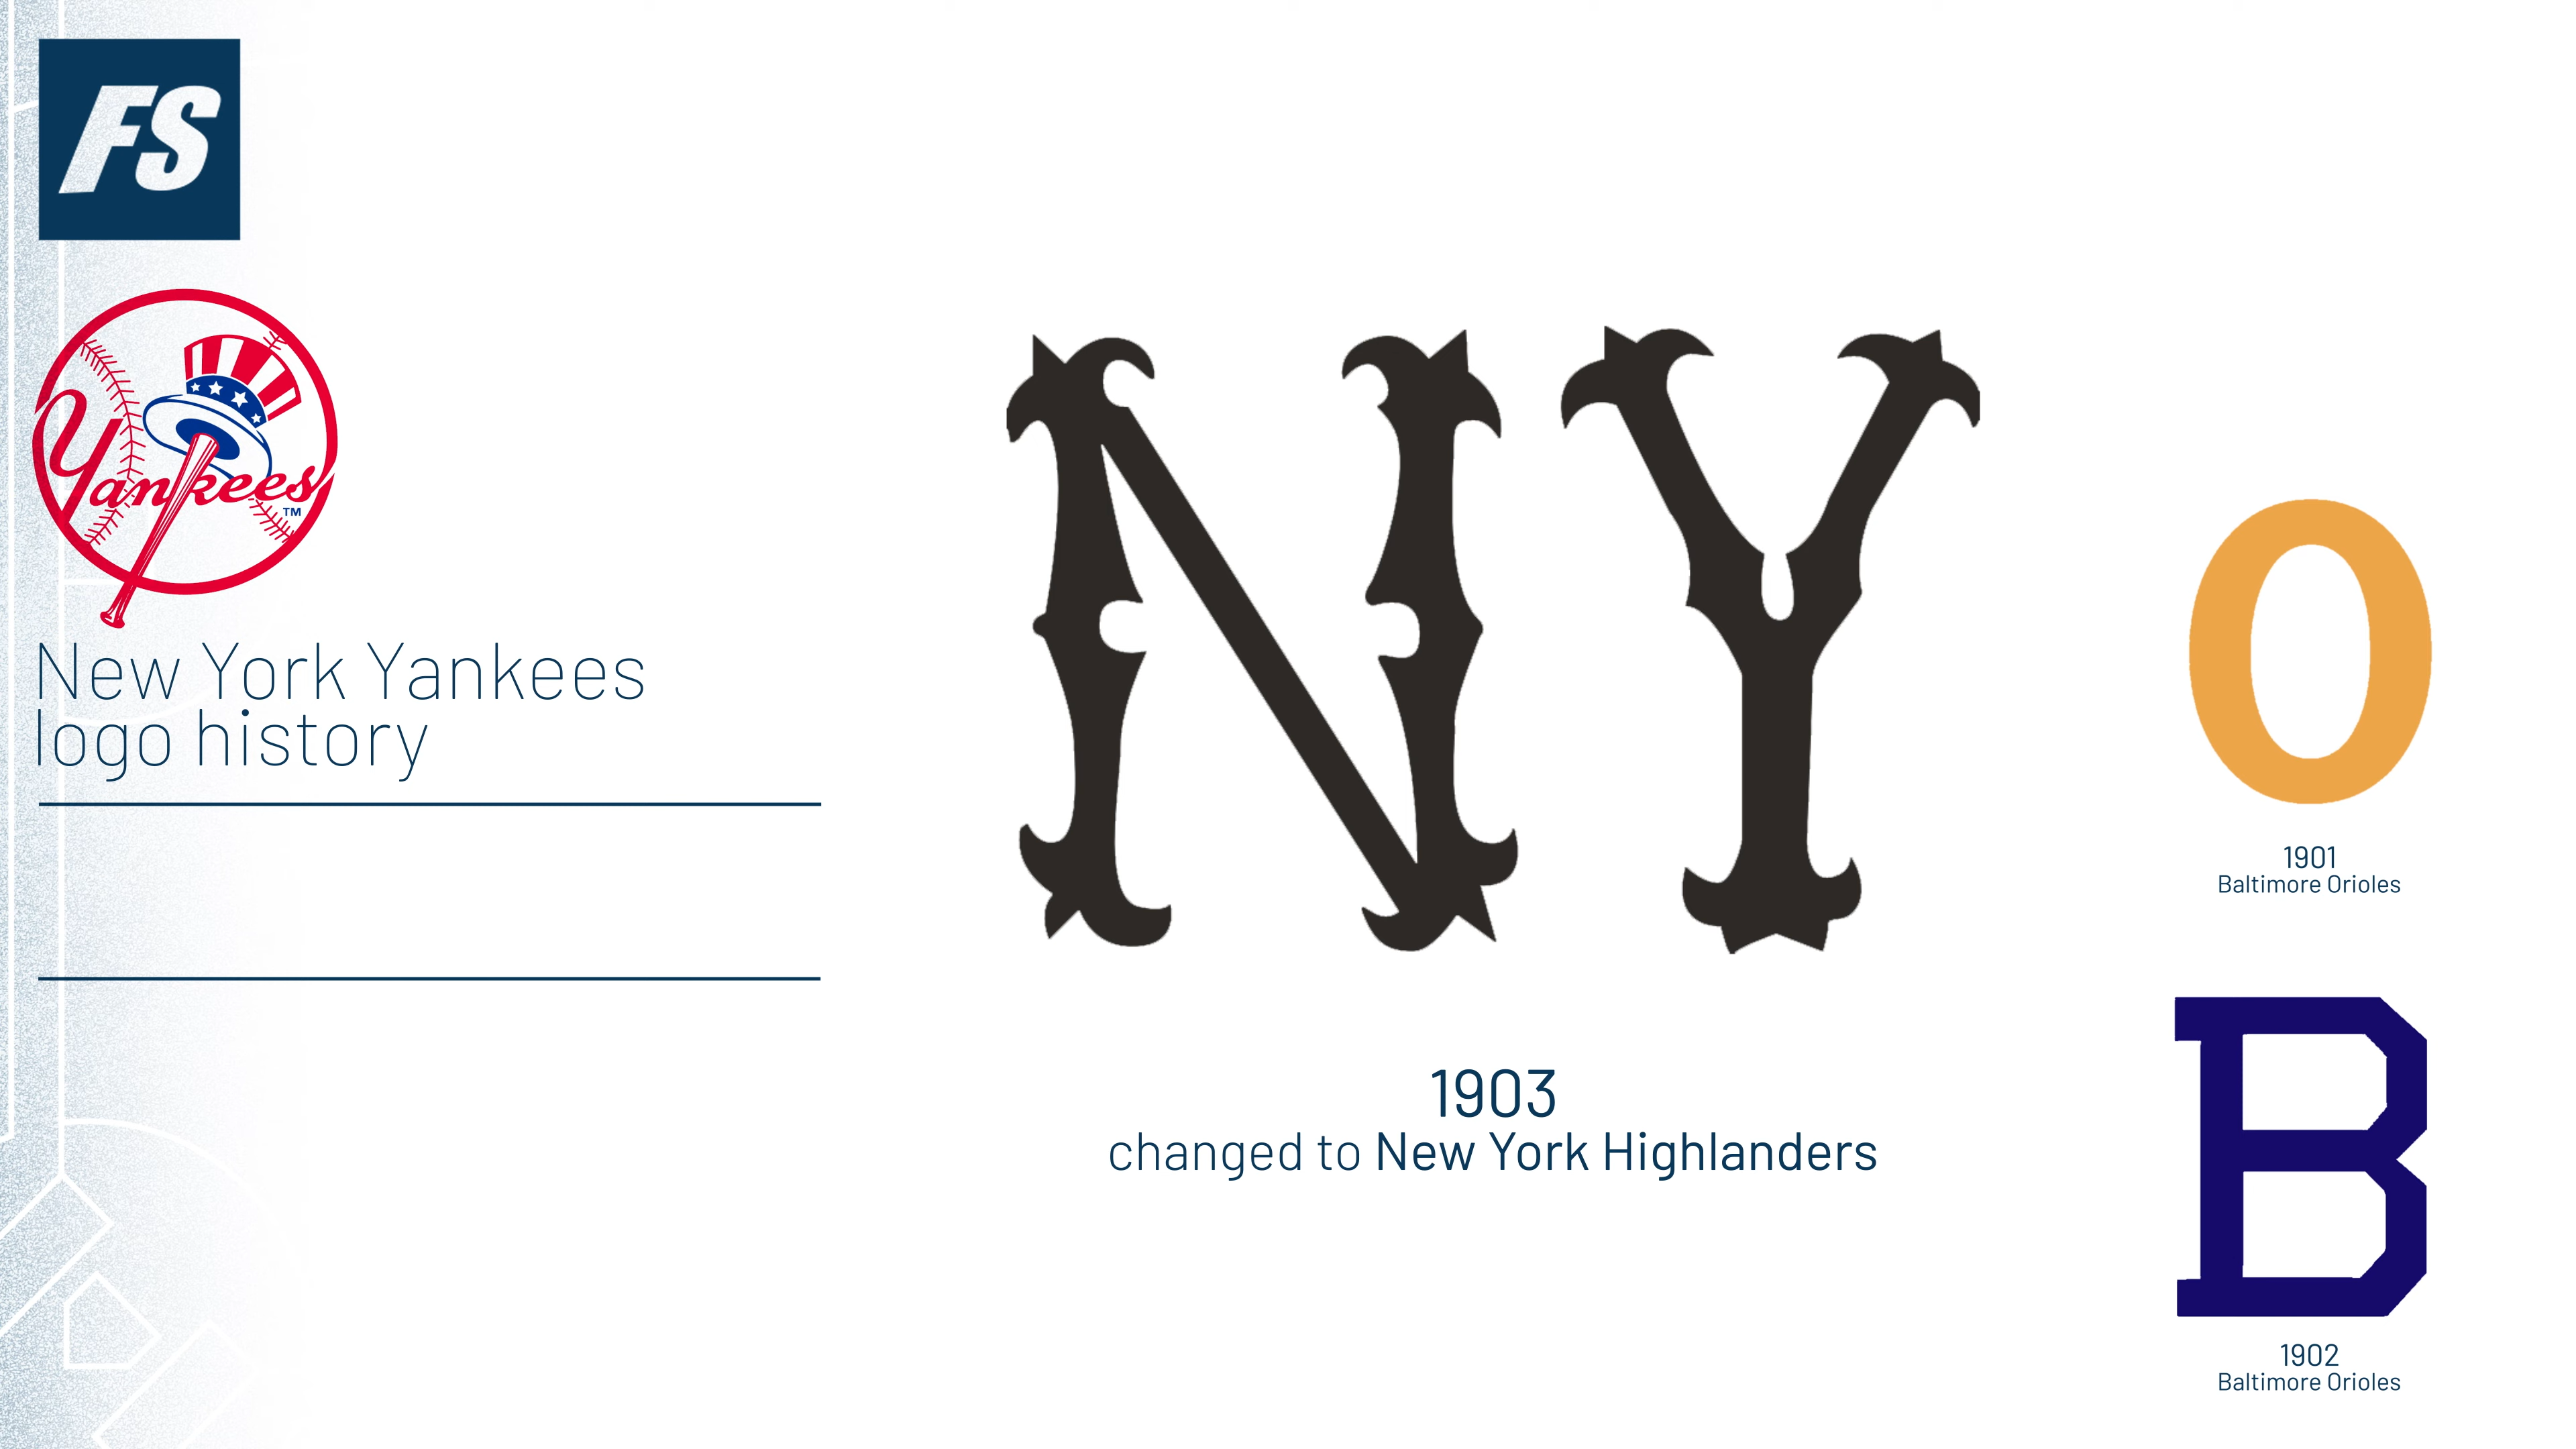 FS
Yankees
TM
New York Yankees
logo history
NY
1903
changed to New York Highlanders
O
1901
Baltimore Orioles
B
1902
Baltimore Orioles